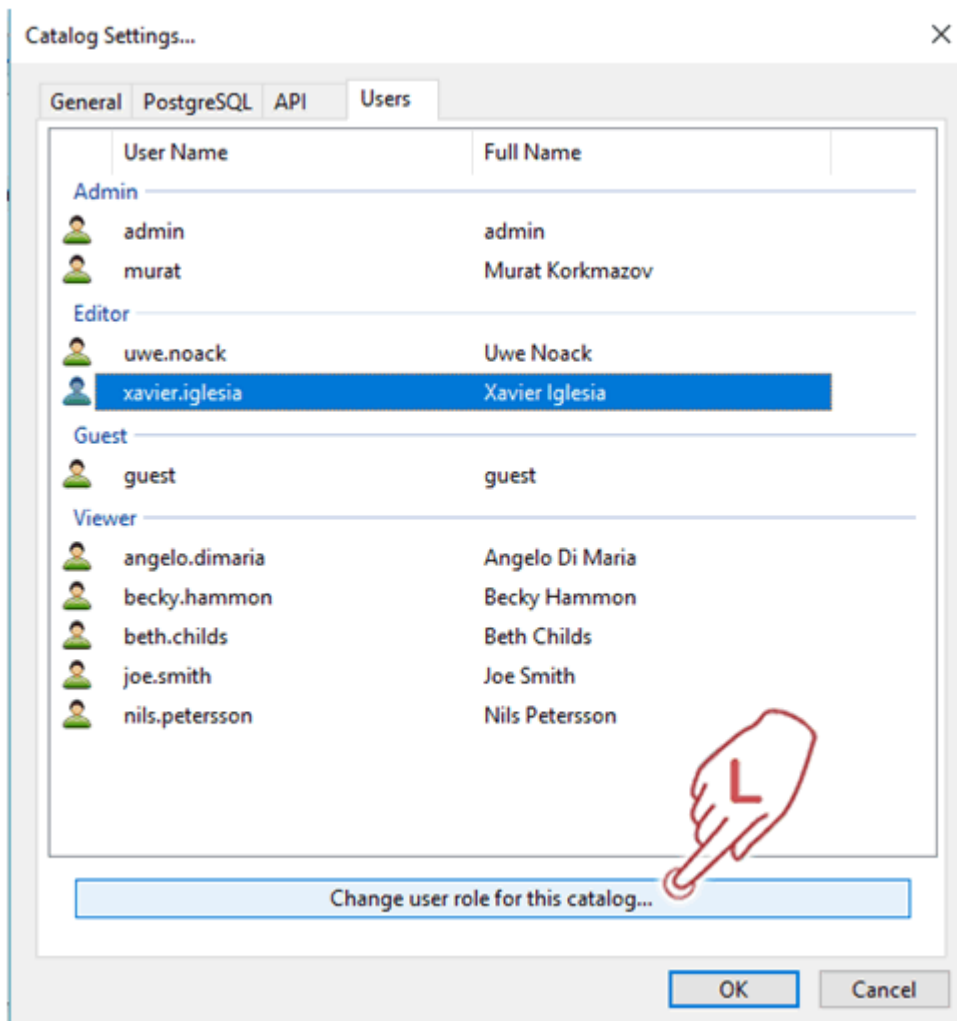 Catalog Settings...
General PostgreSQL API Users
User Name Full Name
Admin
admin admin
murat Murat Korkmazov
Editor
uwe.noack Uwe Noack
xavier.iglesia Xavier Iglesia
Guest
guest guest
Viewer
angelo.dimaria Angelo Di Maria
becky.hammon Becky Hammon
beth.childs Beth Childs
joe.smith Joe Smith
nils.petersson Nils Petersson
L
Change user role for this catalog...
OK Cancel